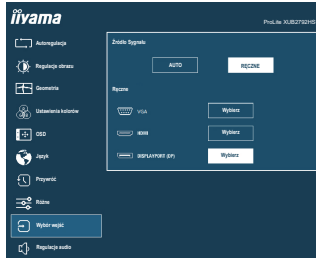 iiyama
ProLite XUB2792HS
Autoregulacja
Regulacje obrazu
Geometria
Ustawienia kolorów
OSD
Język
Przywróć
Różne
Wybór wejść
Regulacje audio
Źródło Sygnału
AUTO
RĘCZNE
Ręczne
VGA
Wybierz
HDMI
Wybierz
DISPLAYPORT (DP)
Wybierz